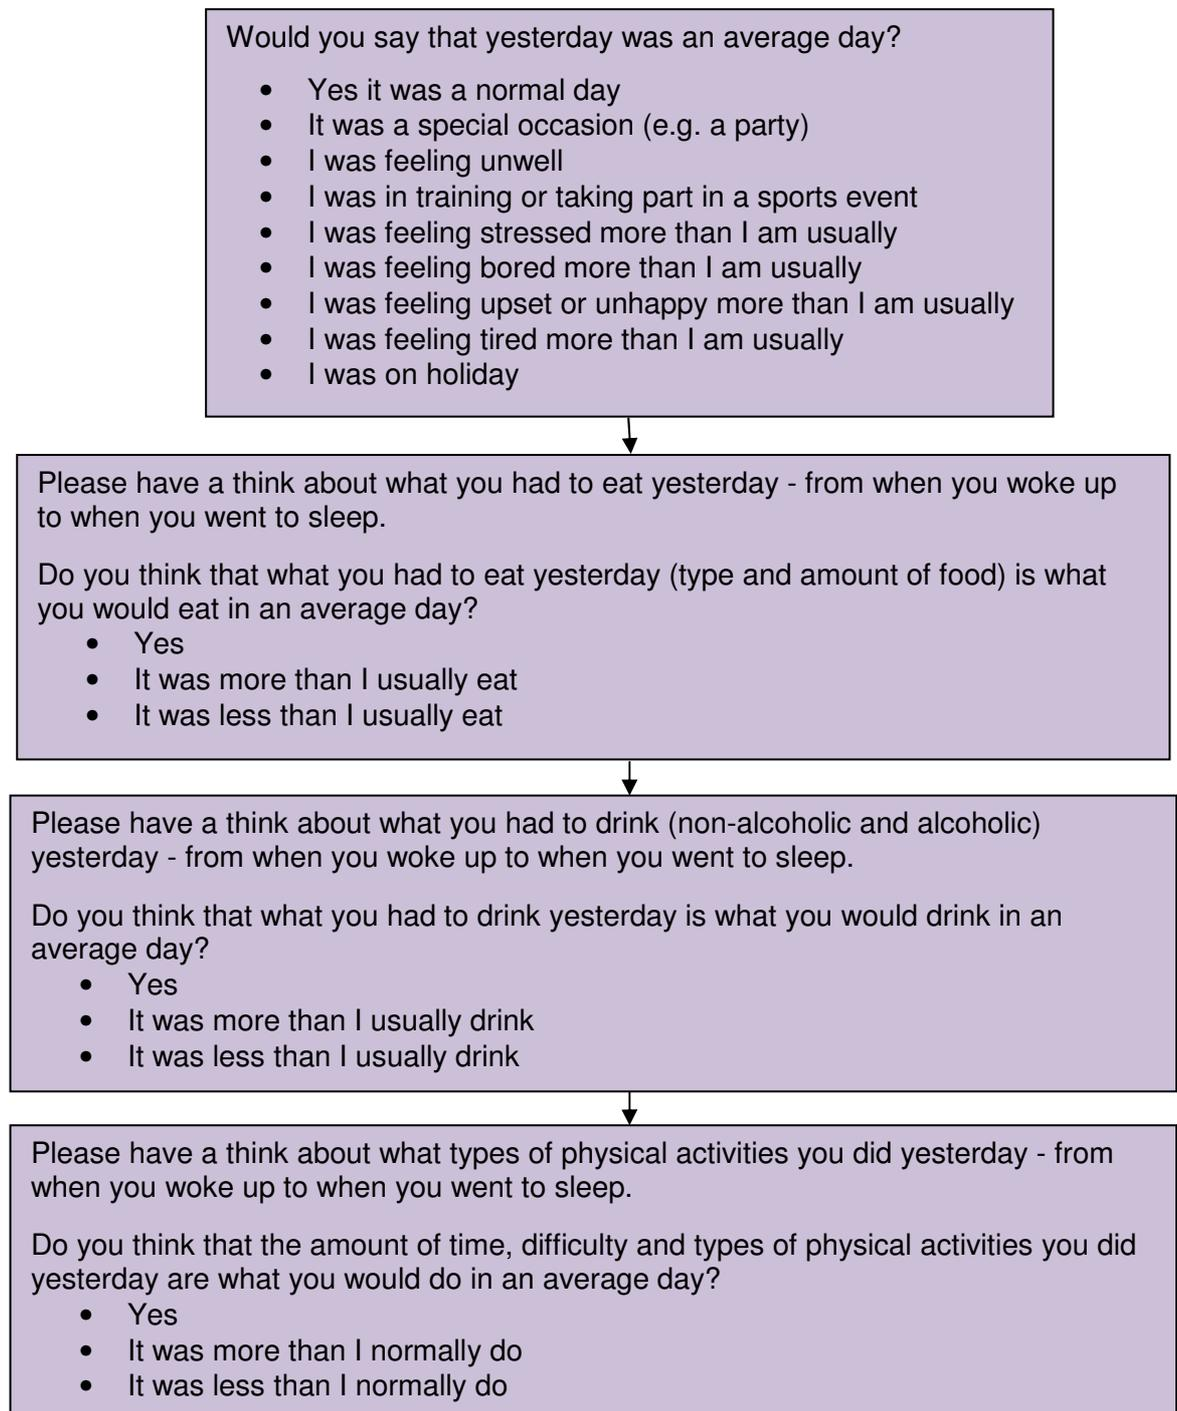 Would you say that yesterday was an average day?
• Yes it was a normal day
• It was a special occasion (e.g. a party)
• I was feeling unwell
• I was in training or taking part in a sports event
• I was feeling stressed more than I am usually
• I was feeling bored more than I am usually
• I was feeling upset or unhappy more than I am usually
• I was feeling tired more than I am usually
• I was on holiday
Please have a think about what you had to eat yesterday - from when you woke up
to when you went to sleep.
Do you think that what you had to eat yesterday (type and amount of food) is what
you would eat in an average day?
• Yes
• It was more than I usually eat
• It was less than I usually eat
Please have a think about what you had to drink (non-alcoholic and alcoholic)
yesterday - from when you woke up to when you went to sleep.
Do you think that what you had to drink yesterday is what you would drink in an
average day?
• Yes
• It was more than I usually drink
• It was less than I usually drink
Please have a think about what types of physical activities you did yesterday - from
when you woke up to when you went to sleep.
Do you think that the amount of time, difficulty and types of physical activities you did
yesterday are what you would do in an average day?
• Yes
• It was more than I normally do
• It was less than I normally do